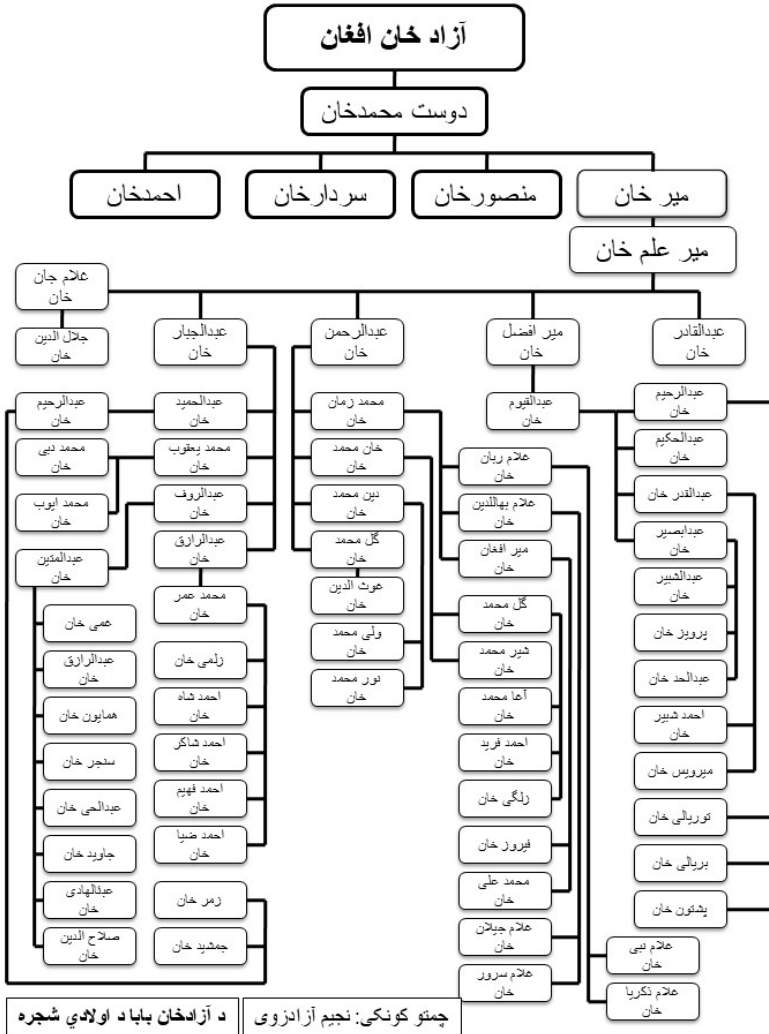 آزاد خان افغان
دوست محمدخان
میر خان
منصورخان
سردارخان
احمدخان
میر علم خان
عبدالقادر
خان
میر افضل
خان
عبدالرحمن
خان
عبدالجبار
خان
غلام جان
خان
جلال الدین
خان
عبدالرحیم
خان
عبدالحکیم
خان
عبدالقدر خان
عبدابصیر
خان
عبدالشبیر
خان
پرویز خان
عبدالحد خان
احمد شبیر
خان
میرویس خان
توریالی خان
بریالی خان
پشتون خان
غلام نبی
خان
غلام ذکریا
خان
عبدالقیوم
خان
غلام ربان
خان
غلام بهاللدین
خان
میر افغان
خان
گل محمد
خان
شیر محمد
خان
آغا محمد
خان
احمد فرید
خان
زلگی خان
فیروز خان
محمد علی
خان
غلام جیلان
خان
غلام سرور
خان
محمد زمان
خان
خان محمد
خان
دین محمد
خان
گل محمد
خان
غوث الدین
خان
ولی محمد
خان
نور محمد
خان
عبدالحمید
خان
محمد یعقوب
خان
عبدالروف
خان
عبدالرازق
خان
محمد عمر
خان
زلمی خان
احمد شاه
خان
احمد شاکر
خان
احمد فهیم
خان
احمد ضیا
خان
زمر خان
جمشید خان
عبدالرحیم
خان
محمد نبی
خان
محمد ایوب
خان
عبدالمتین
خان
غمی خان
عبدالرازق
خان
همایون خان
سنجر خان
عبدالحی خان
جاوید خان
عبدالهادی
خان
صلاح الدین
خان
چمتو کونکی: نجیم آزادزوی
د آزادخان بابا د اولادي شجره